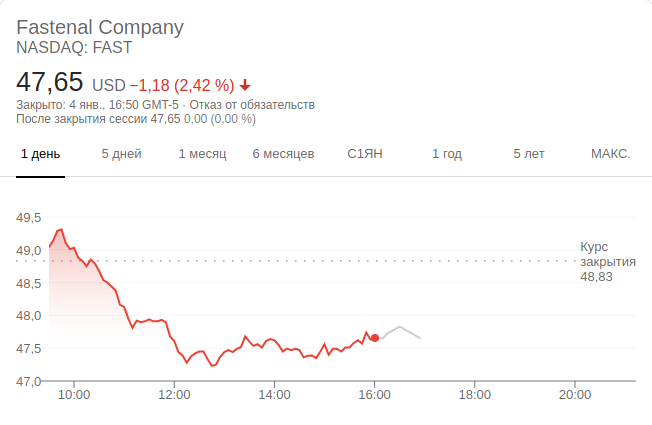 Fastenal Company
NASDAQ: FAST
47,65 USD −1,18 (2,42 %)
Закрыто: 4 янв., 16:50 GMT-5 · Отказ от обязательств
После закрытия сессии 47,65 0,00 (0,00 %)
1 день 5 дней 1 месяц 6 месяцев С1ЯН 1 год 5 лет МАКС.
49,5
49,0
48,5
48,0
47,5
47,0
Курс
закрытия
48,83
10:00 12:00 14:00 16:00 18:00 20:00